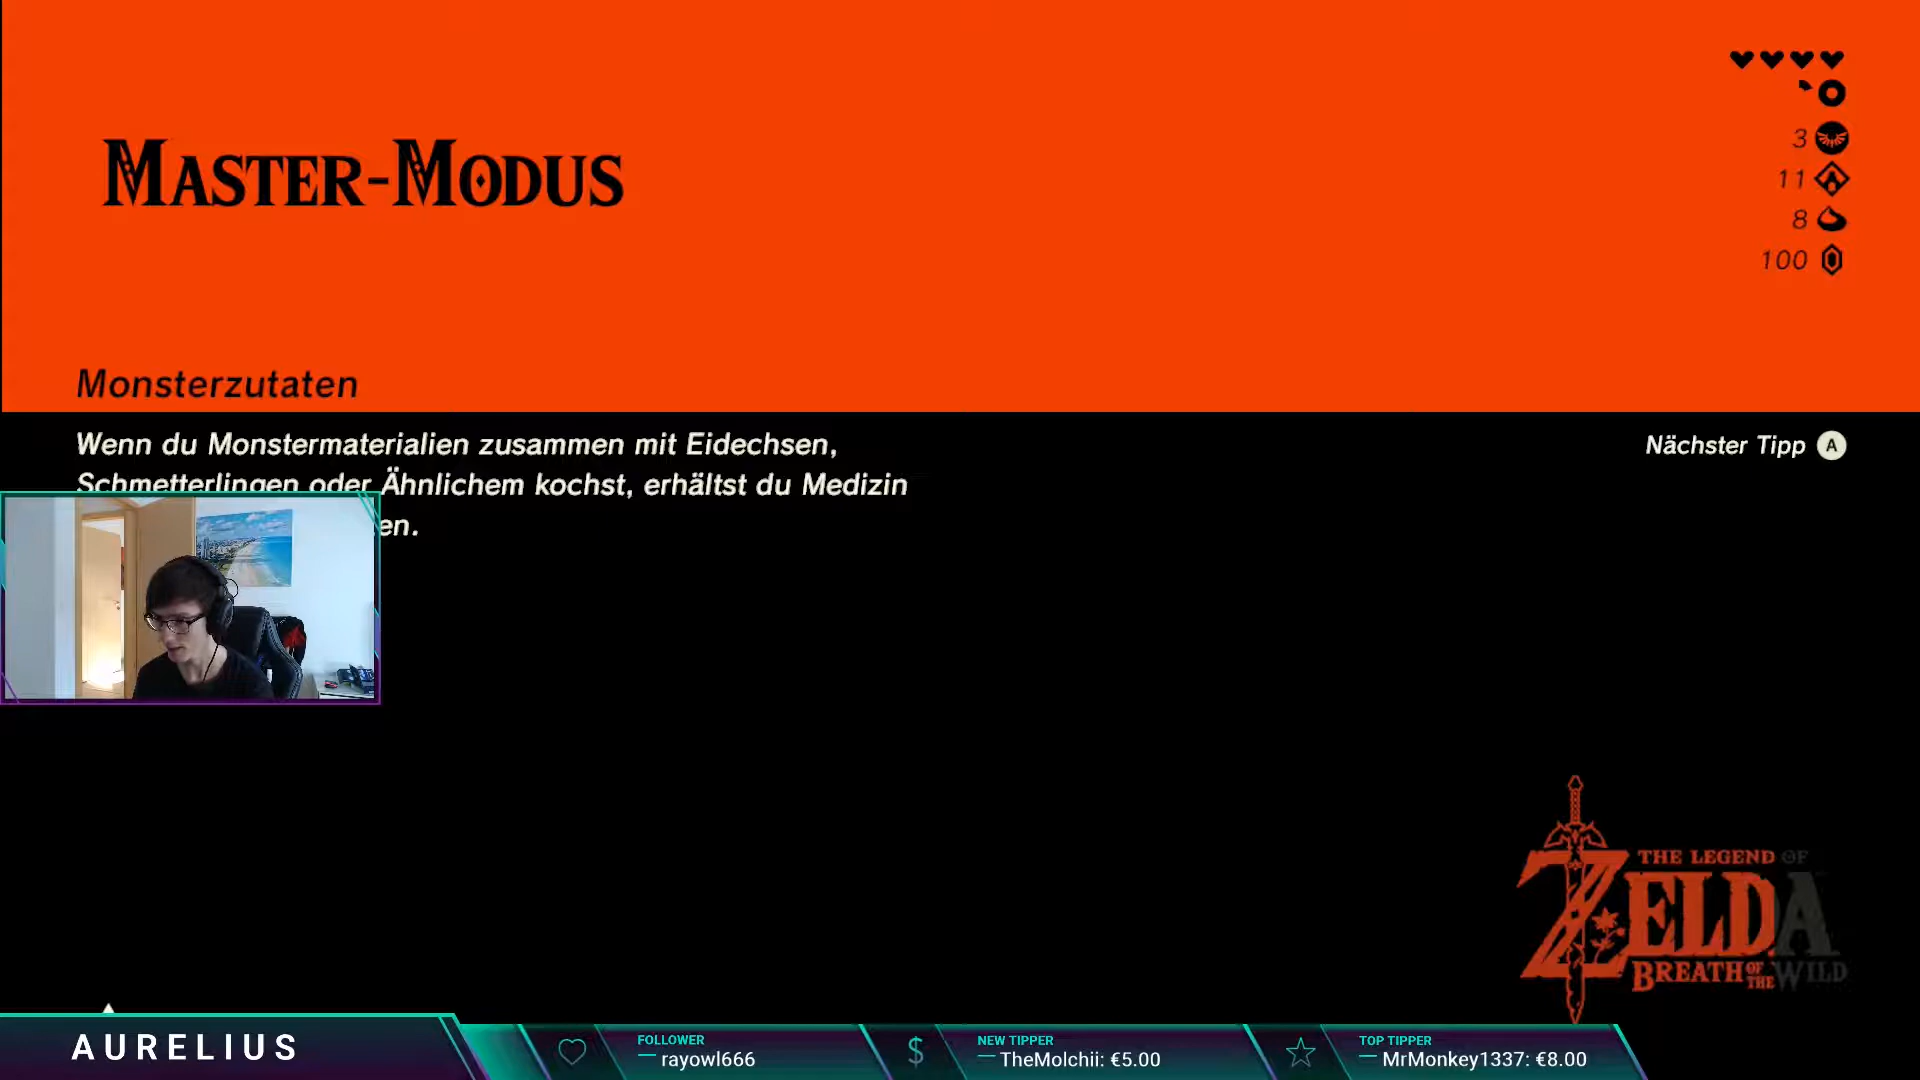 MASTER-MODUS
3
11
8
100
Monsterzutaten
Wenn du Monstermaterialien zusammen mit Eidechsen,
Schmetterlingen oder Ähnlichem kochst, erhältst du Medizin
en.
Nächster Tipp A
THE LEGEND OF
ZELDA
BREATH OF THE WILD
AURELIUS
FOLLOWER
rayowl666
$
NEW TIPPER
TheMolchii: €5.00
TOP TIPPER
MrMonkey1337: €8.00